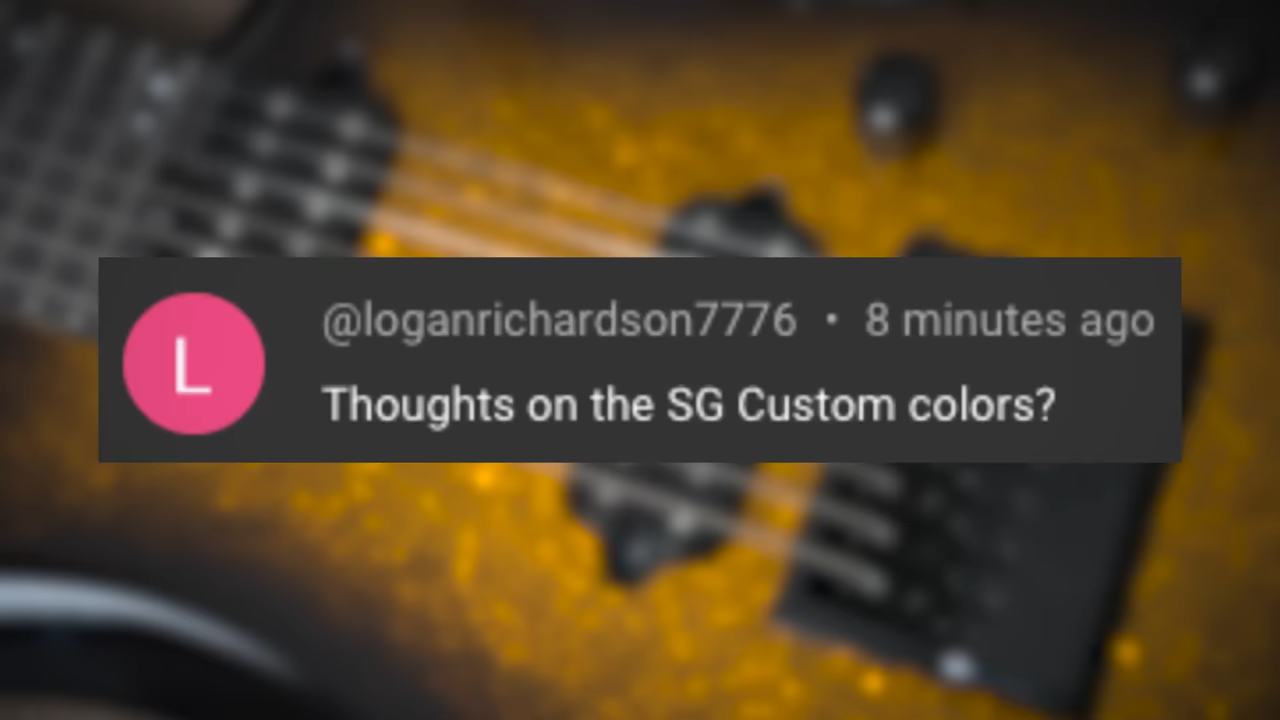 L
@loganrichardson7776 • 8 minutes ago
Thoughts on the SG Custom colors?